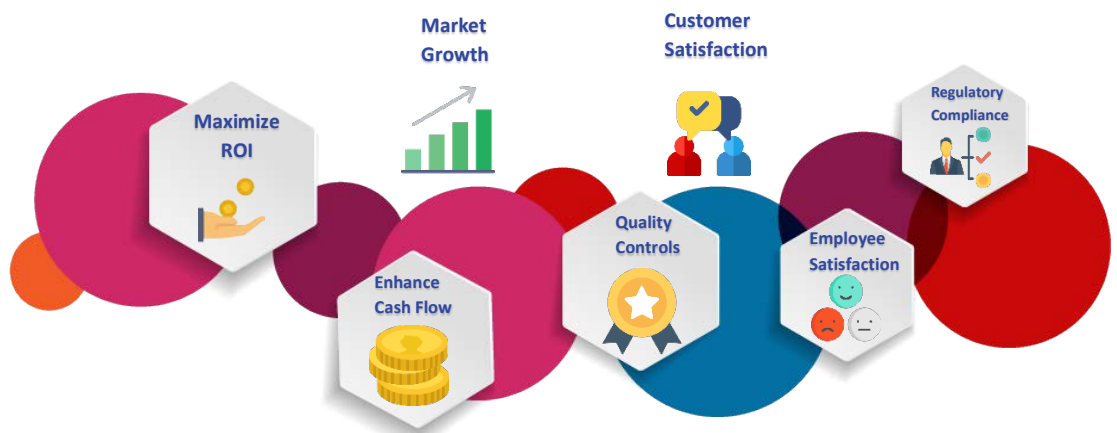 Maximize
ROI
Enhance
Cash Flow
Market
Growth
Quality
Controls
Customer
Satisfaction
Employee
Satisfaction
Regulatory
Compliance